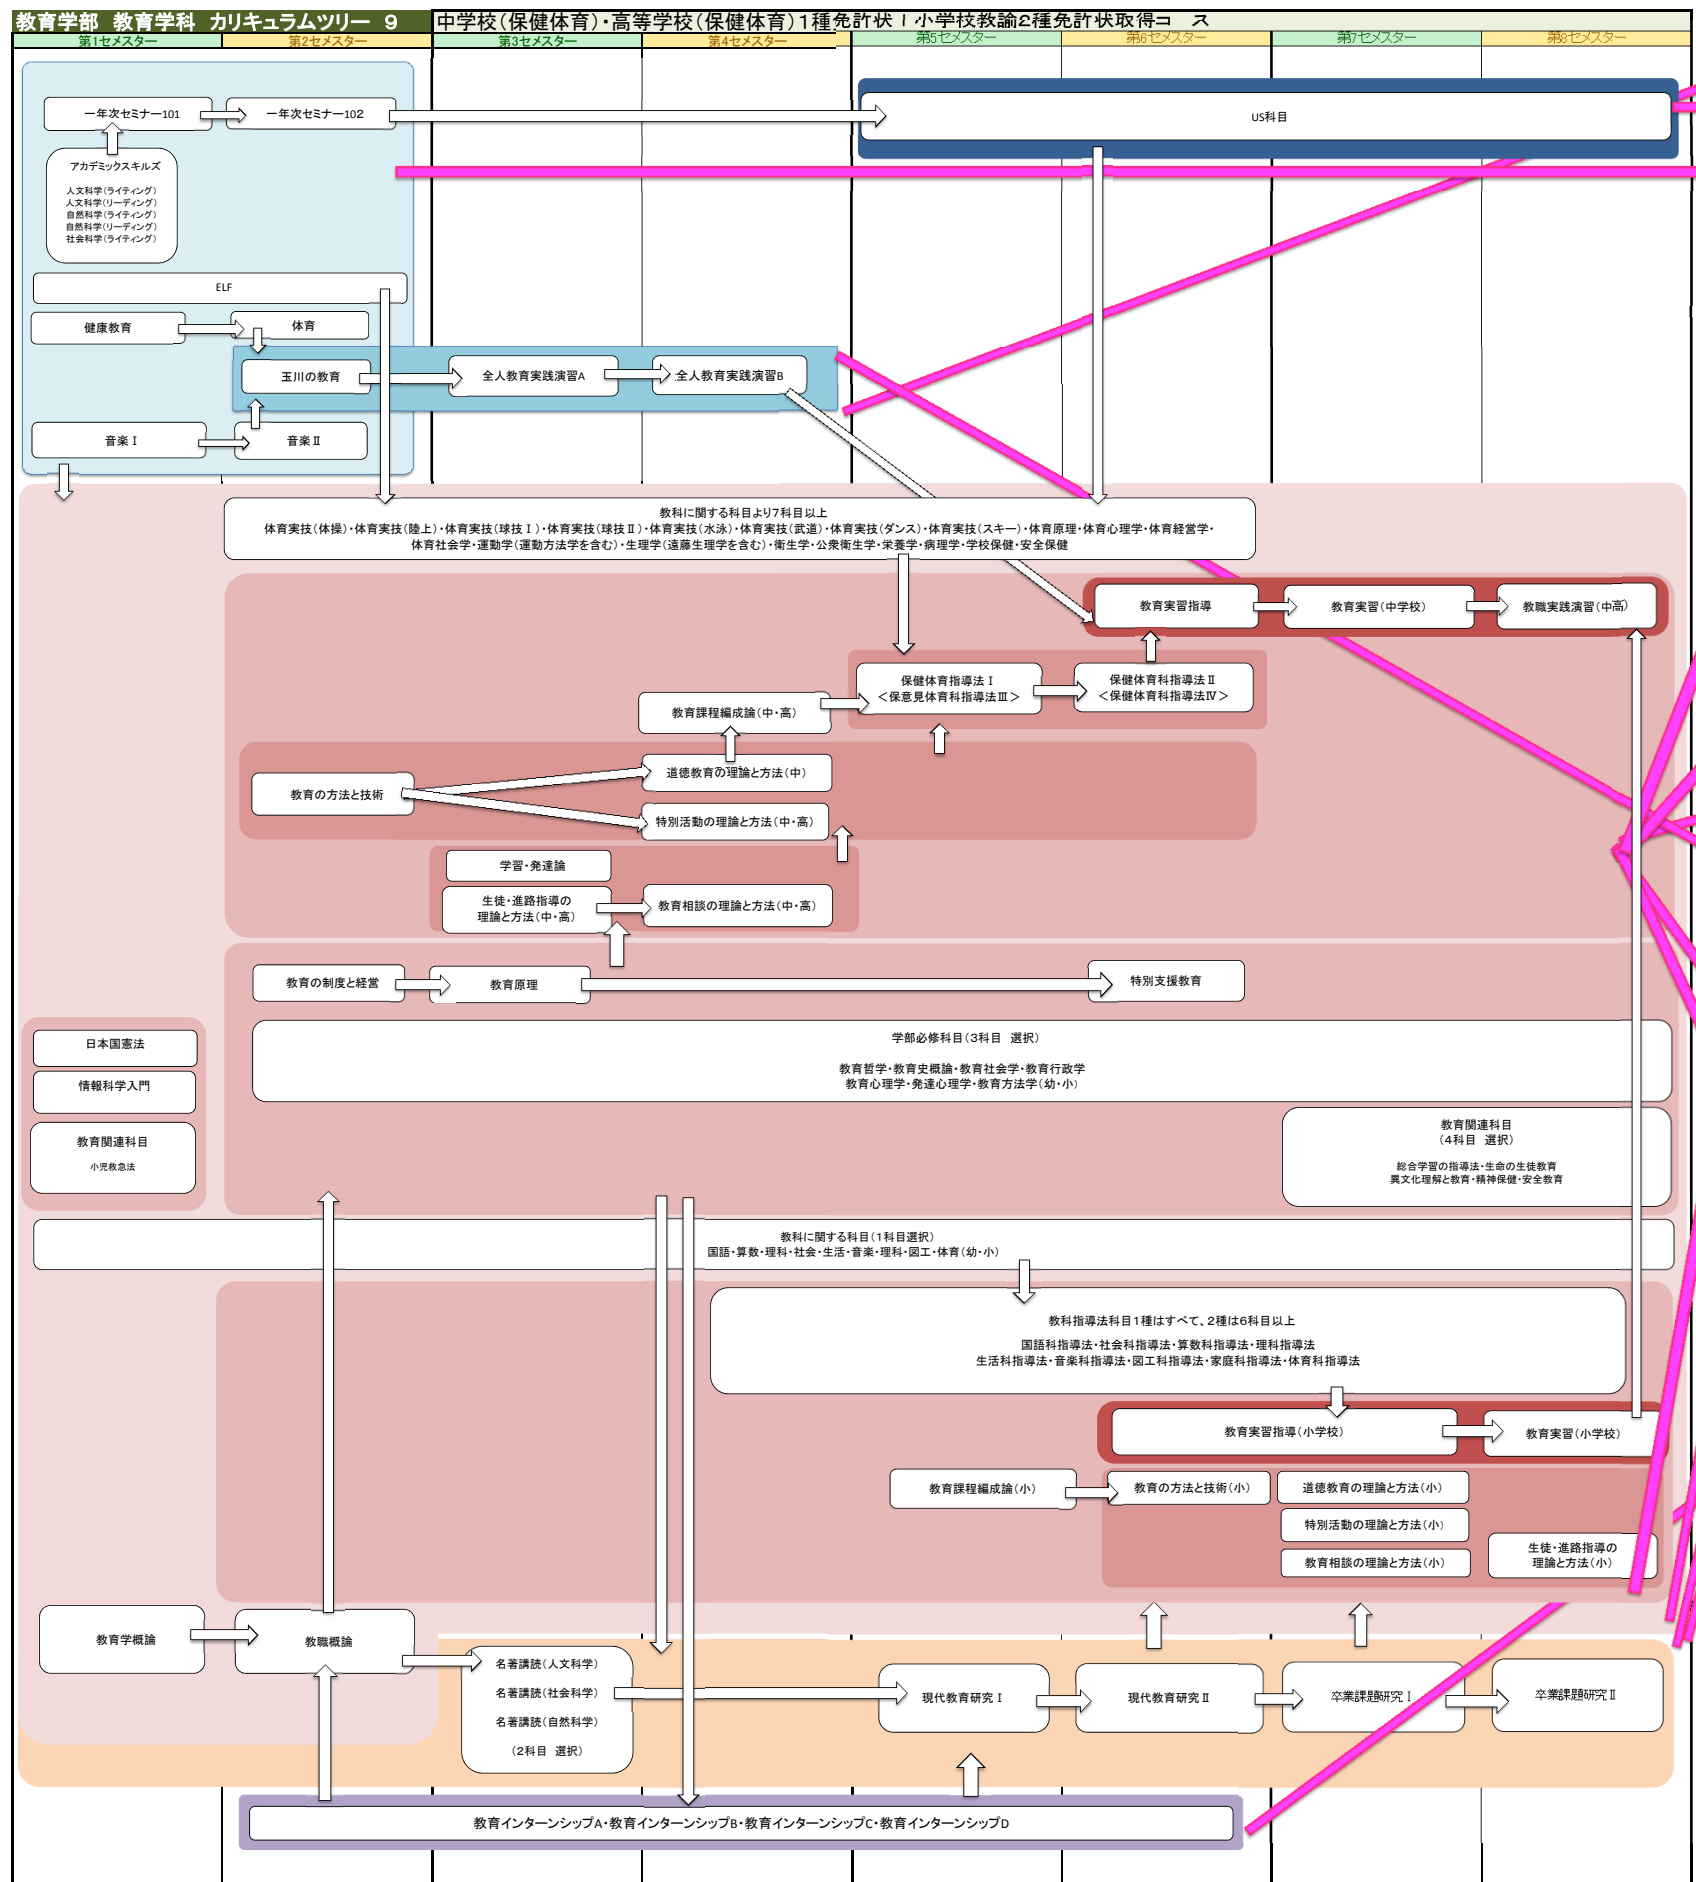 教育学部　教育学科　カリキュラムツリー　９
中学校（保健体育）・高等学校（保健体育）１種免許状／小学校教諭2種免許状取得コース
第1セメスター
第2セメスター
第3セメスター
第4セメスター
第5セメスター
第6セメスター
第7セメスター
第8セメスター
一年次セミナー101
一年次セミナー102
US科目
アカデミックスキルズ
人文科学（ライティング）
人文科学（リーディング）
自然科学（ライティング）
自然科学（リーディング）
社会科学（ライティング）
ELF
健康教育
体育
玉川の教育
全人教育実践演習A
全人教育実践演習B
音楽Ⅰ
音楽Ⅱ
教科に関する科目より７科目以上
体育実技（体操）・体育実技（陸上）・体育実技（球技Ⅰ）・体育実技（球技Ⅱ）・体育実技（水泳）・体育実技（武道）・体育実技（ダンス）・体育実技（スキー）・体育原理・体育心理学・体育経営学・
体育社会学・運動学（運動方法学を含む）・生理学（遠藤生理学を含む）・衛生学・公衆衛生学・栄養学・病理学・学校保健・安全保健
教育実習指導
教育実習（中学校）
教職実践演習（中高）
保健体育指導法Ⅰ
＜保意見体育科指導法Ⅲ＞
保健体育科指導法Ⅱ
＜保健体育科指導法Ⅳ＞
教育課程編成論（中・高）
道徳教育の理論と方法（中）
教育の方法と技術
特別活動の理論と方法（中・高）
学習・発達論
生徒・進路指導の
理論と方法（中・高）
教育相談の理論と方法（中・高）
教育の制度と経営
教育原理
特別支援教育
日本国憲法
情報科学入門
教育関連科目
小児救急法
学部必修科目（３科目　選択）
教育哲学・教育史概論・教育社会学・教育行政学
教育心理学・発達心理学・教育方法学（幼・小）
教育関連科目
（４科目　選択）
総合学習の指導法・生命の生徒教育
異文化理解と教育・精神保健・安全教育
教科に関する科目（１科目選択）
国語・算数・理科・社会・生活・音楽・理科・図工・体育（幼・小）
教科指導法科目１種はすべて、２種は６科目以上
国語科指導法・社会科指導法・算数科指導法・理科指導法
生活科指導法・音楽科指導法・図工科指導法・家庭科指導法・体育科指導法
教育実習指導（小学校）
教育実習（小学校）
教育課程編成論（小）
教育の方法と技術（小）
道徳教育の理論と方法（小）
特別活動の理論と方法（小）
教育相談の理論と方法（小）
生徒・進路指導の
理論と方法（小）
教育学概論
教職概論
名著講読（人文科学）
名著講読（社会科学）
名著講読（自然科学）
（２科目　選択）
現代教育研究Ⅰ
現代教育研究Ⅱ
卒業課題研究Ⅰ
卒業課題研究Ⅱ
教育インターンシップA・教育インターンシップB・教育インターンシップC・教育インターンシップD